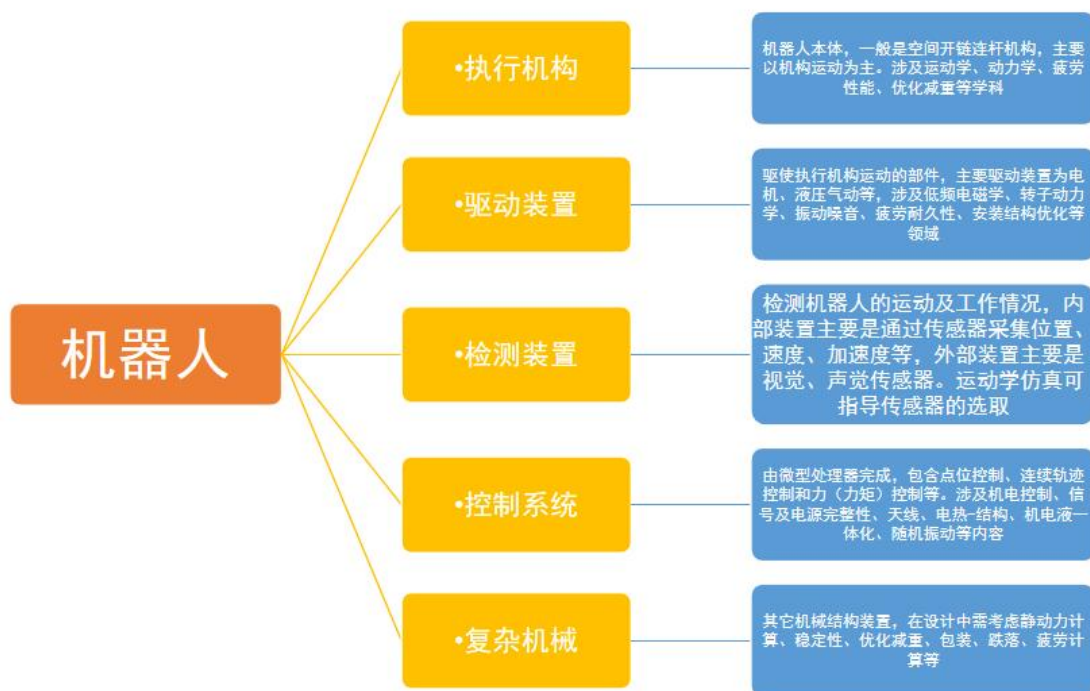 机器人
•执行机构
机器人本体，一般是空间开链连杆机构，主要
以机构运动为主。涉及运动学、动力学、疲劳
性能、优化减重等学科
•驱动装置
驱使执行机构运动的部件，主要驱动装置为电
机、液压气动等，涉及低频电磁学、转子动力
学、振动噪音、疲劳耐久性、安装结构优化等
领域
•检测装置
检测机器人的运动及工作情况，内
部装置主要是通过传感器采集位置、
速度、加速度等，外部装置主要是
视觉、声觉传感器。运动学仿真可
指导传感器的选取
•控制系统
由微型处理器完成，包含点位控制、连续轨迹
控制和力（力矩）控制等。涉及机电控制、信
号及电源完整性、天线、电热-结构、机电液一
体化、随机振动等内容
•复杂机械
其它机械结构装置，在设计中需考虑静动力计
算、稳定性、优化减重、包装、跌落、疲劳计
算等